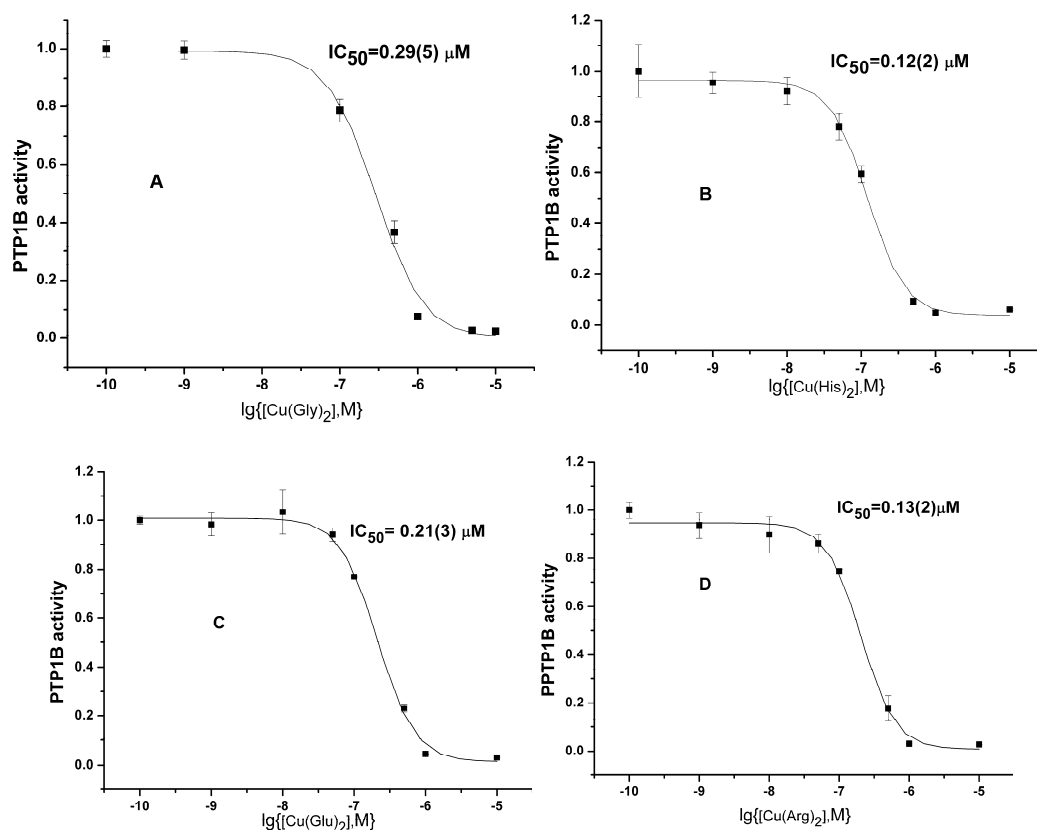 1.2
1.0
0.8
0.6
0.4
0.2
0.0
PTP1B activity
IC50=0.29(5) μM
A
-10 -9 -8 -7 -6 -5
lg{[Cu(Gly)2],M}
1.2
1.0
0.8
0.6
0.4
0.2
0.0
PTP1B activity
IC50=0.12(2) μM
B
-10 -9 -8 -7 -6 -5
lg{[Cu(His)2],M}
1.2
1.0
0.8
0.6
0.4
0.2
0.0
PTP1B activity
IC50= 0.21(3) μM
C
-10 -9 -8 -7 -6 -5
lg{[Cu(Glu)2],M}
1.2
1.0
0.8
0.6
0.4
0.2
0.0
PPTP1B activity
IC50=0.13(2)μM
D
-10 -9 -8 -7 -6 -5
lg{[Cu(Arg)2],M}